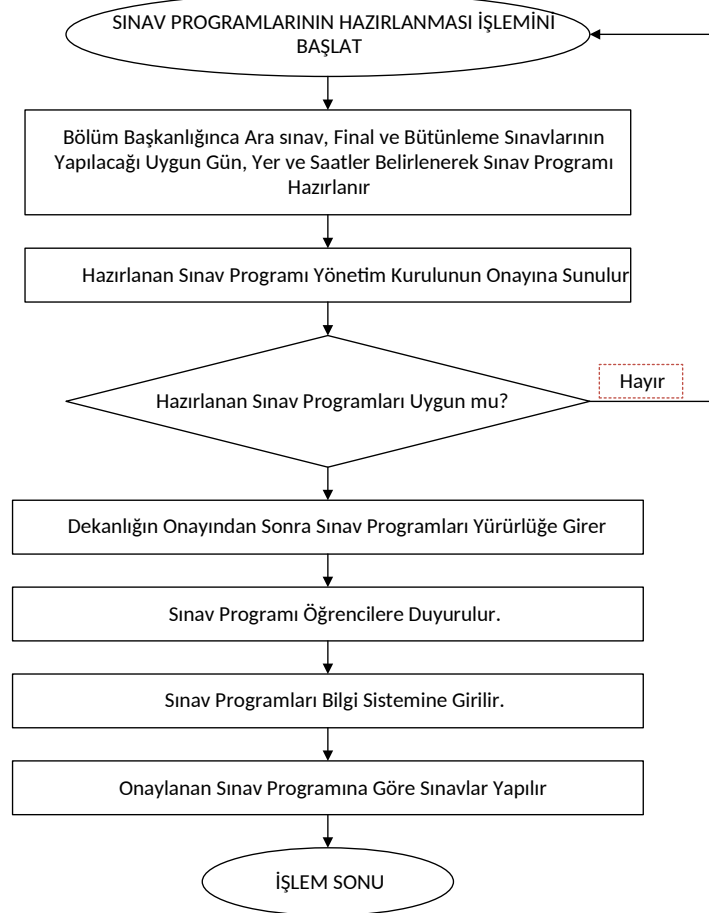 SINAV PROGRAMLARININ HAZIRLANMASI İŞLEMİNİ
BAŞLAT
Bölüm Başkanlığınca Ara sınav, Final ve Bütünleme Sınavlarının
Yapılacağı Uygun Gün, Yer ve Saatler Belirlenerek Sınav Programı
Hazırlanır
Hazırlanan Sınav Programı Yönetim Kurulunun Onayına Sunulur
Hayır
Hazırlanan Sınav Programları Uygun mu?
Dekanlığın Onayından Sonra Sınav Programları Yürürlüğe Girer
Sınav Programı Öğrencilere Duyurulur.
Sınav Programları Bilgi Sistemine Girilir.
Onaylanan Sınav Programına Göre Sınavlar Yapılır
İŞLEM SONU